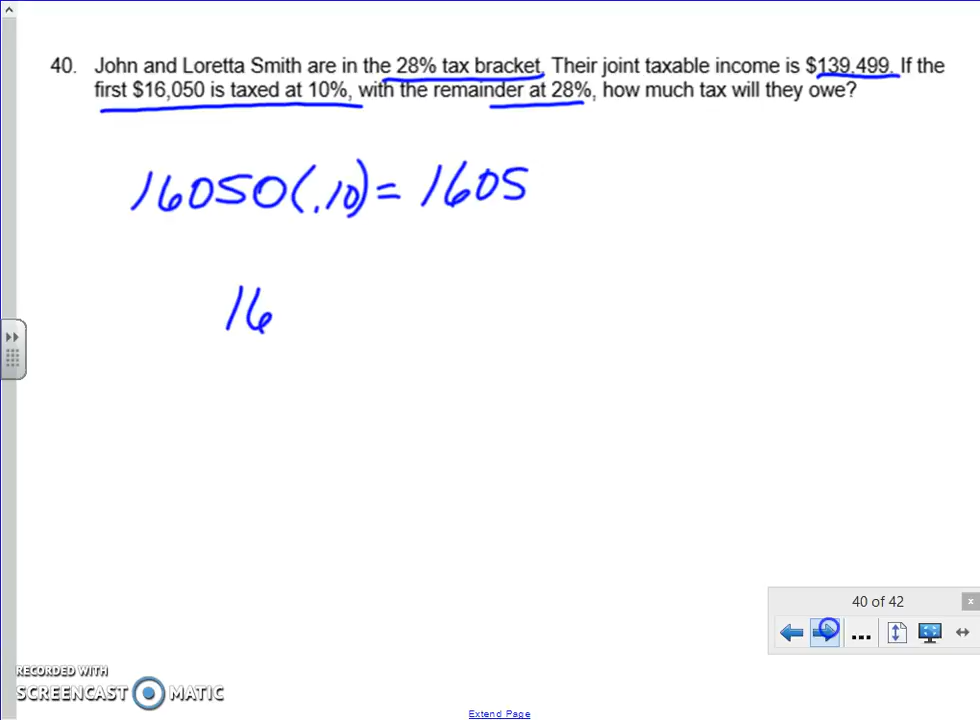 40. John and Loretta Smith are in the 28% tax bracket. Their joint taxable income is $139,499. If the
first $16,050 is taxed at 10%, with the remainder at 28%, how much tax will they owe?
16050(.10)=1605
16
40 of 42
x
...
RECORDED WITH
SCREENCAST MATIC
Extend Page